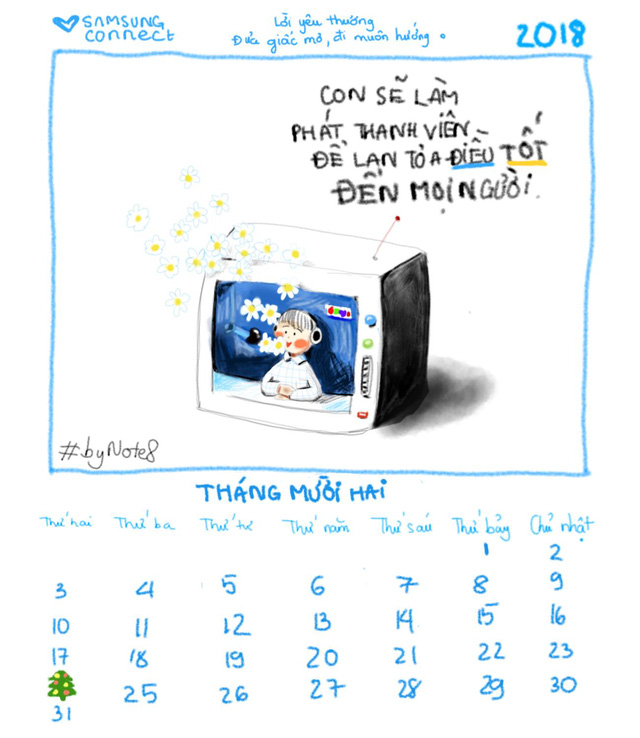 SAMSUNG
connect
Lời yêu thương
Đưa giấc mơ, đi muôn hướng.
2018
CON SẼ LÀM
PHÁT THANH VIÊN
ĐỂ LAN TỎA ĐIỀU TỐT
ĐẾN MỌI NGƯỜI.
#byNote8
THÁNG MƯỜI HAI
Thứ hai Thứ ba Thứ tư Thứ năm Thứ sáu Thứ bảy Chủ nhật
1 2
3 4 5 6 7 8 9
10 11 12 13 14 15 16
17 18 19 20 21 22 23
25 26 27 28 29 30
31